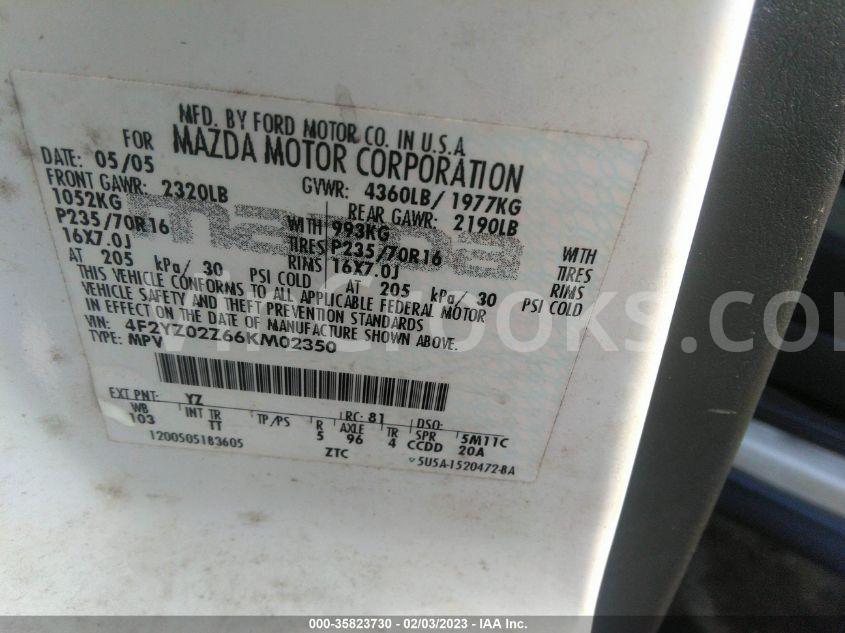 MFD. BY FORD MOTOR CO. IN U.S.A.
FOR MAZDA MOTOR CORPORATION
DATE: 05/05 GVWR: 4360LB/1977KG
FRONT GAWR: 2320LB REAR GAWR: 2190LB
1052KG WITH 993KG WITH
P235/70R16 TIRES P235/70R16 TIRES
16X7.0J RIMS 16X7.0J RIMS
AT 205 kPa/ 30 PSI COLD AT 205 kPa/ 30 PSI COLD
THIS VEHICLE CONFORMS TO ALL APPLICABLE FEDERAL MOTOR
VEHICLE SAFETY AND THEFT PREVENTION STANDARDS
IN EFFECT ON THE DATE OF MANUFACTURE SHOWN ABOVE.
VIN: 4F2YZ02Z66KM02350
TYPE: MPV
mazda
EXT PNT: YZ RC: 81 DSO:
WB INT TR TP/PS R AXLE TR SPR 5M11C
103 TT 5 96 4 CCDD 20A
1200505183605 ZTC 5U5A-1520472-BA
000-35823730 - 02/03/2023 - IAA Inc.